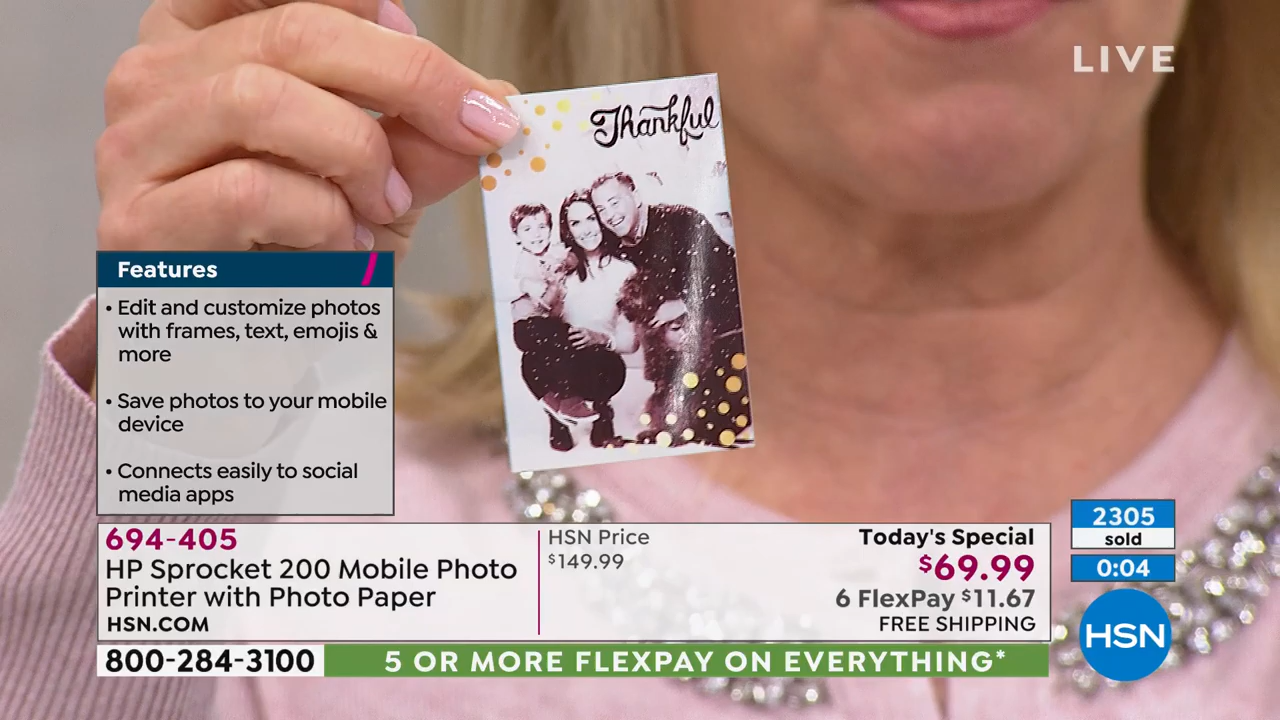 LIVE
Thankful
Features
• Edit and customize photos
with frames, text, emojis &
more
• Save photos to your mobile
device
• Connects easily to social
media apps
694-405
HP Sprocket 200 Mobile Photo
Printer with Photo Paper
HSN.COM
HSN Price
$149.99
Today's Special
$69.99
6 FlexPay $11.67
FREE SHIPPING
2305
sold
0:04
HSN
800-284-3100
5 OR MORE FLEXPAY ON EVERYTHING*